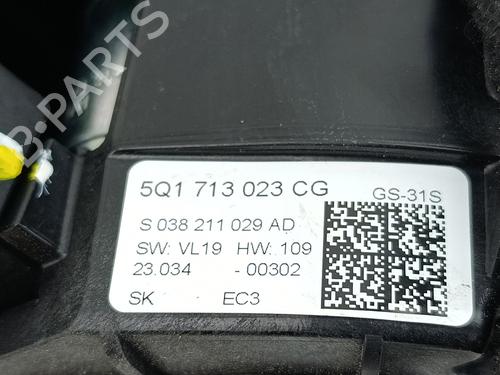 B-PARTS
5Q1 713 023 CG GS-31S
S 038 211 029 AD
SW: VL19 HW: 109
23.034 -00302
SK EC3